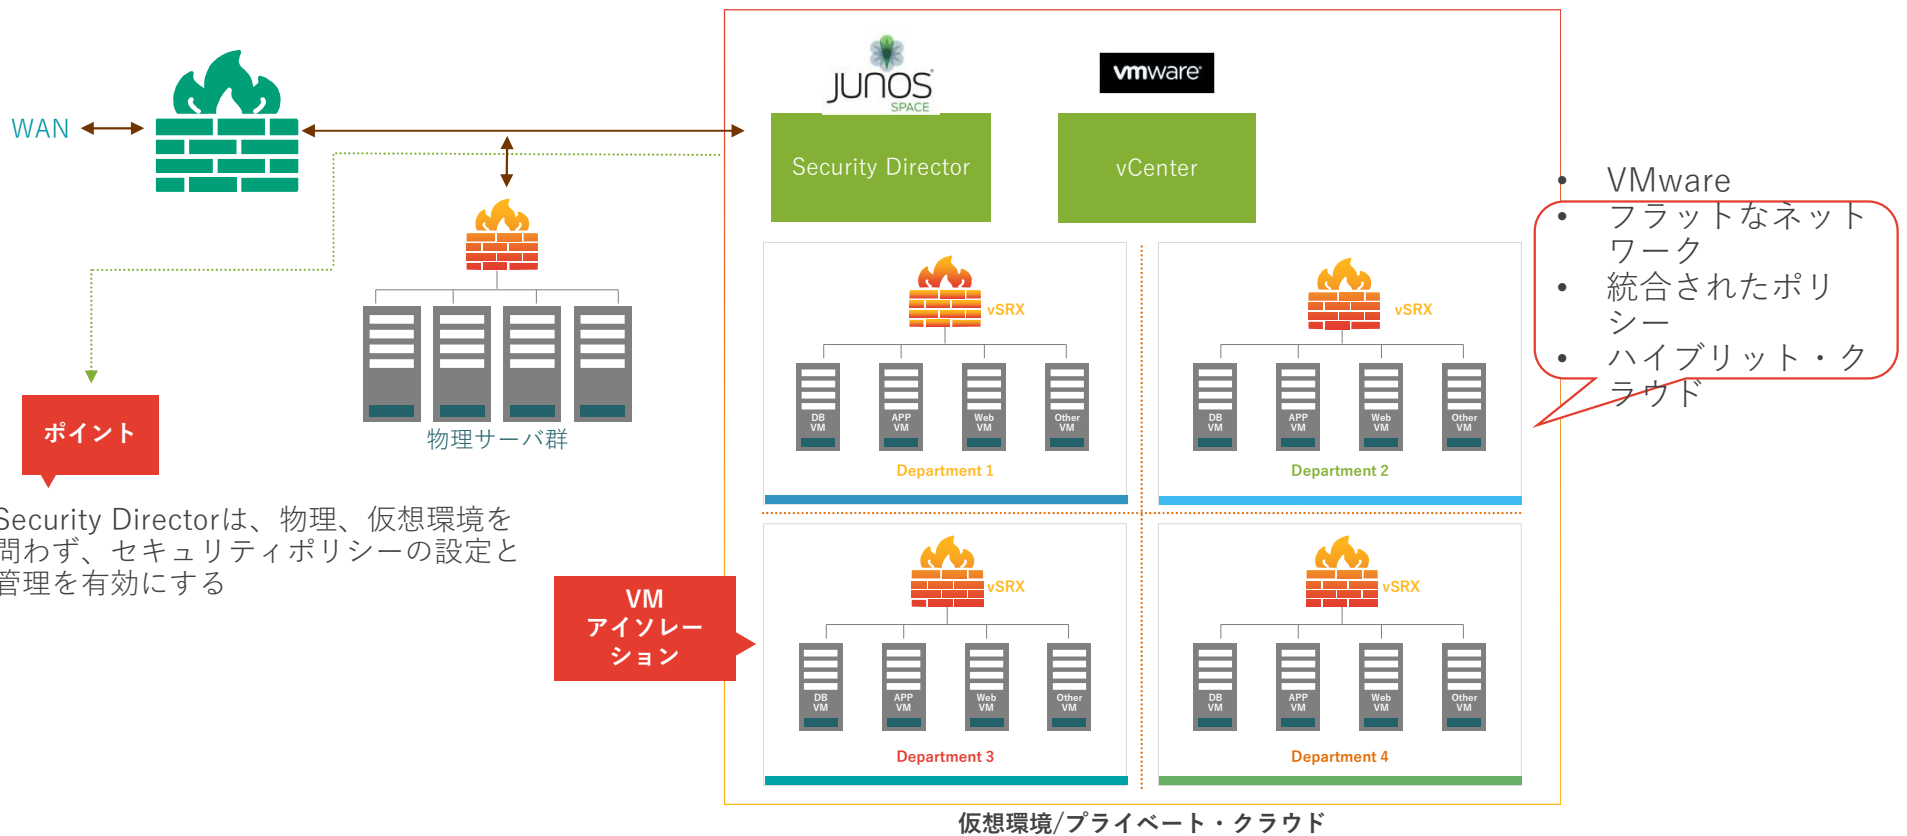 WAN
JUNOS
SPACE
vmware
Security Director
vCenter
• VMware
• フラットなネット
ワーク
• 統合されたポリ
シー
• ハイブリット・ク
ラウド
ポイント
Security Directorは、物理、仮想環境を
問わず、セキュリティポリシーの設定と
管理を有効にする
物理サーバ群
VM
アイソレー
ション
vSRX
DB
VM
APP
VM
Web
VM
Other
VM
Department 1
vSRX
DB
VM
APP
VM
Web
VM
Other
VM
Department 2
vSRX
DB
VM
APP
VM
Web
VM
Other
VM
Department 3
vSRX
DB
VM
APP
VM
Web
VM
Other
VM
Department 4
仮想環境/プライベート・クラウド